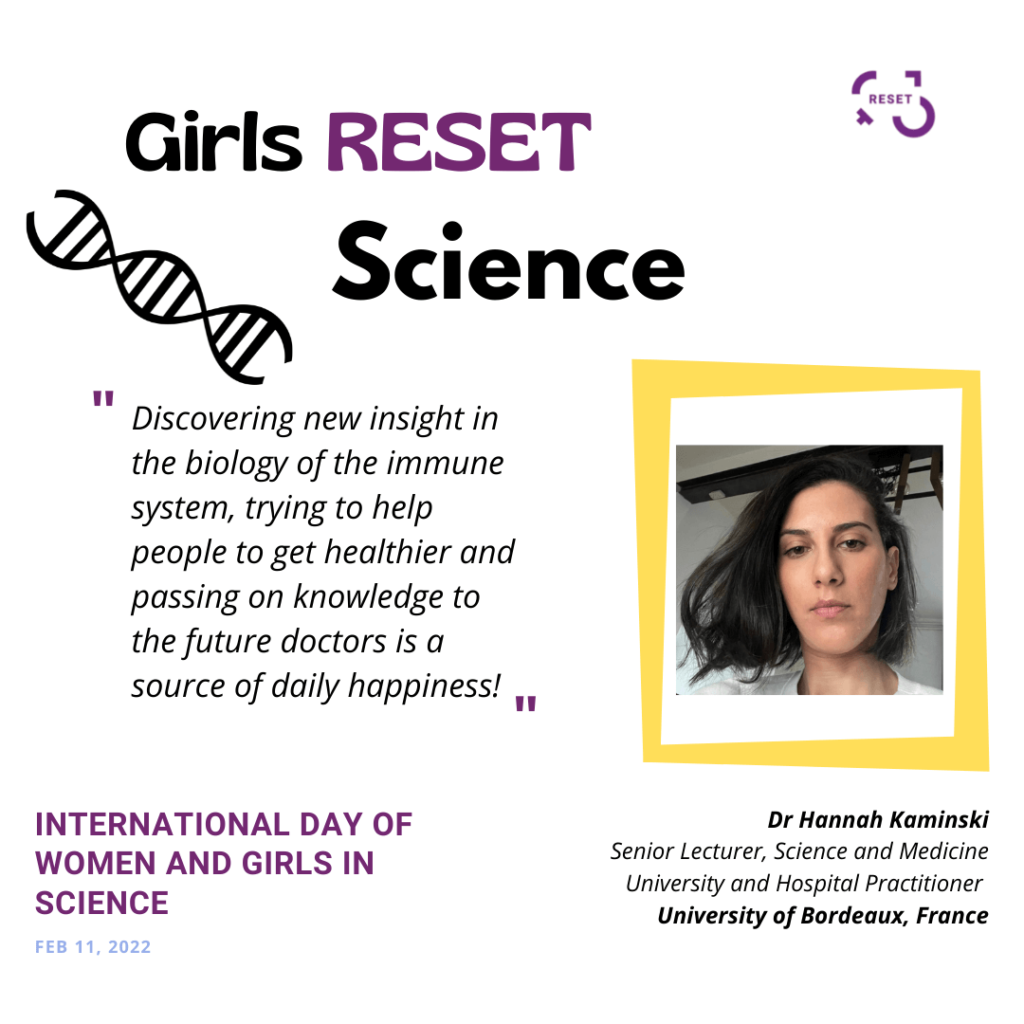 RESET
Girls RESET
Science
" Discovering new insight in
the biology of the immune
system, trying to help
people to get healthier and
passing on knowledge to
the future doctors is a
source of daily happiness! "
INTERNATIONAL DAY OF
WOMEN AND GIRLS IN
SCIENCE
FEB 11, 2022
Dr Hannah Kaminski
Senior Lecturer, Science and Medicine
University and Hospital Practitioner
University of Bordeaux, France